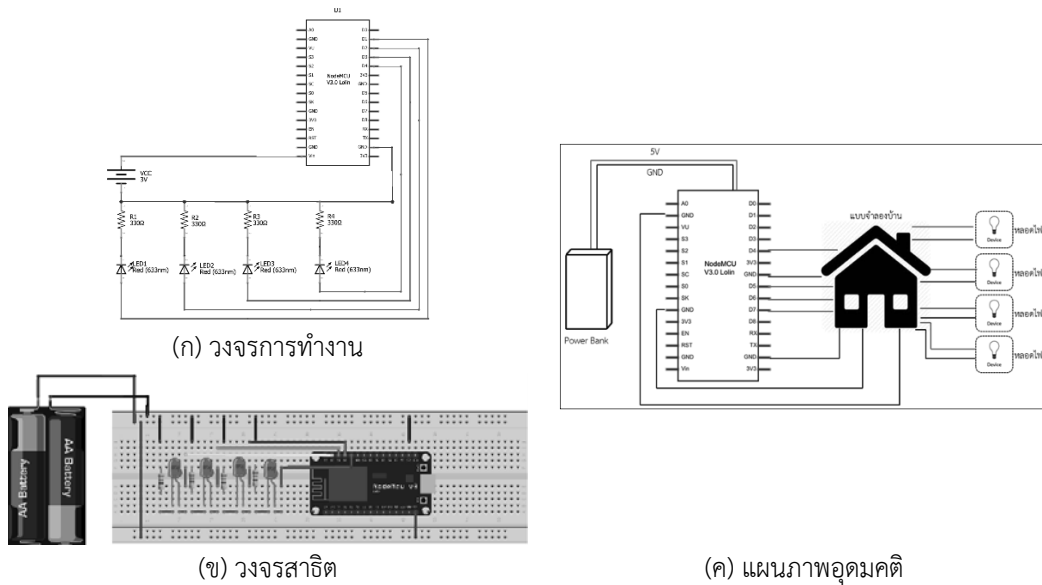 U1
A0
GND
VU
S3
S2
S1
SC
S0
SK
GND
3V3
EN
RST
GND
Vin
NodeMCU
V3.0 Lolin
D0
D1
D2
D3
D4
3V3
GND
D5
D6
D7
D8
RX
TX
GND
3V3
VCC
3V
R1
330Ω
R2
330Ω
R3
330Ω
R4
330Ω
LED1
Red (633nm)
LED2
Red (633nm)
LED3
Red (633nm)
LED4
Red (633nm)
(ก) วงจรการทำงาน
AA Battery
AA Battery
NodeMcu v3
(ข) วงจรสาธิต
5V
GND
Power Bank
A0
GND
VU
S3
S2
S1
SC
S0
SK
GND
3V3
EN
RST
GND
Vin
NodeMCU
V3.0 Lolin
D0
D1
D2
D3
D4
3V3
GND
D5
D6
D7
D8
RX
TX
GND
3V3
แบบจำลองบ้าน
Device
หลอดไฟ
Device
หลอดไฟ
Device
หลอดไฟ
Device
หลอดไฟ
(ค) แผนภาพอุดมคติ